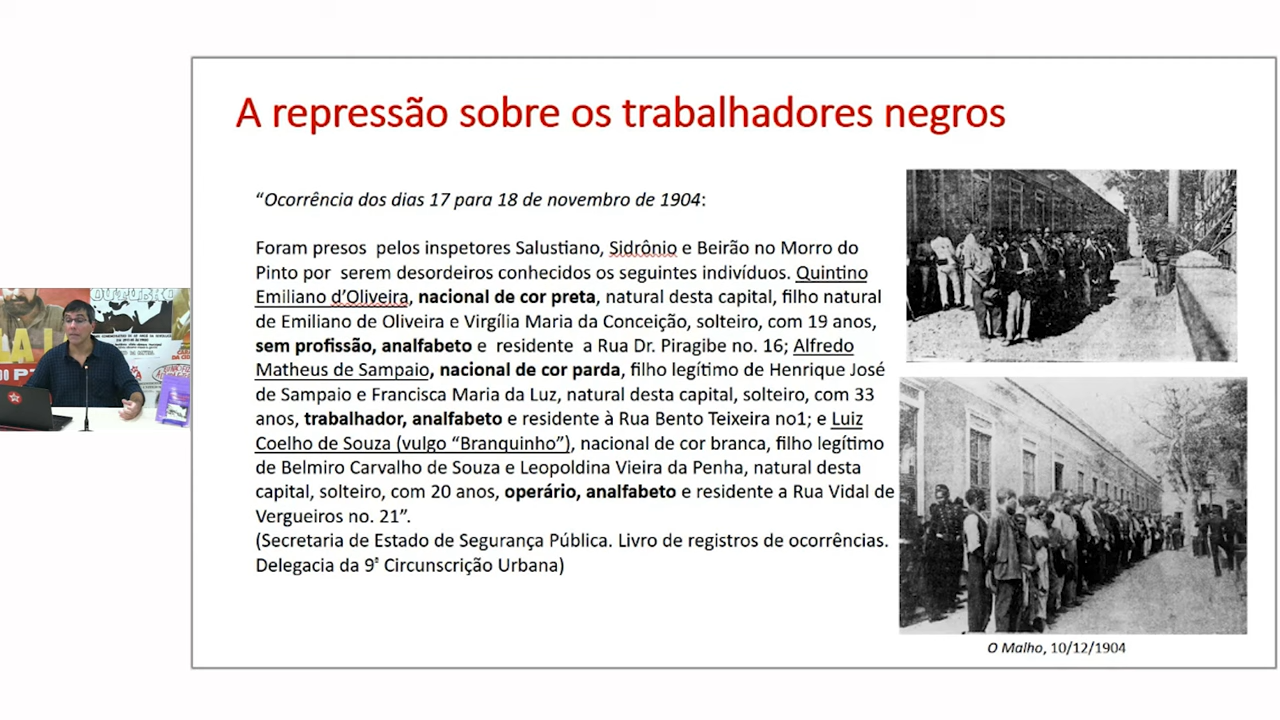 A repressão sobre os trabalhadores negros
“Ocorrência dos dias 17 para 18 de novembro de 1904:
Foram presos pelos inspetores Salustiano, Sidrônio e Beirão no Morro do
Pinto por serem desordeiros conhecidos os seguintes indivíduos. Quintino
Emiliano d’Oliveira, nacional de cor preta, natural desta capital, filho natural
de Emiliano de Oliveira e Virgília Maria da Conceição, solteiro, com 19 anos,
sem profissão, analfabeto e residente a Rua Dr. Piragibe no. 16; Alfredo
Matheus de Sampaio, nacional de cor parda, filho legítimo de Henrique José
de Sampaio e Francisca Maria da Luz, natural desta capital, solteiro, com 33
anos, trabalhador, analfabeto e residente à Rua Bento Teixeira no1; e Luiz
Coelho de Souza (vulgo “Branquinho”), nacional de cor branca, filho legítimo
de Belmiro Carvalho de Souza e Leopoldina Vieira da Penha, natural desta
capital, solteiro, com 20 anos, operário, analfabeto e residente a Rua Vidal de
Vergueiros no. 21”.
(Secretaria de Estado de Segurança Pública. Livro de registros de ocorrências.
Delegacia da 9ª Circunscrição Urbana)
O Malho, 10/12/1904
OUTUBRO